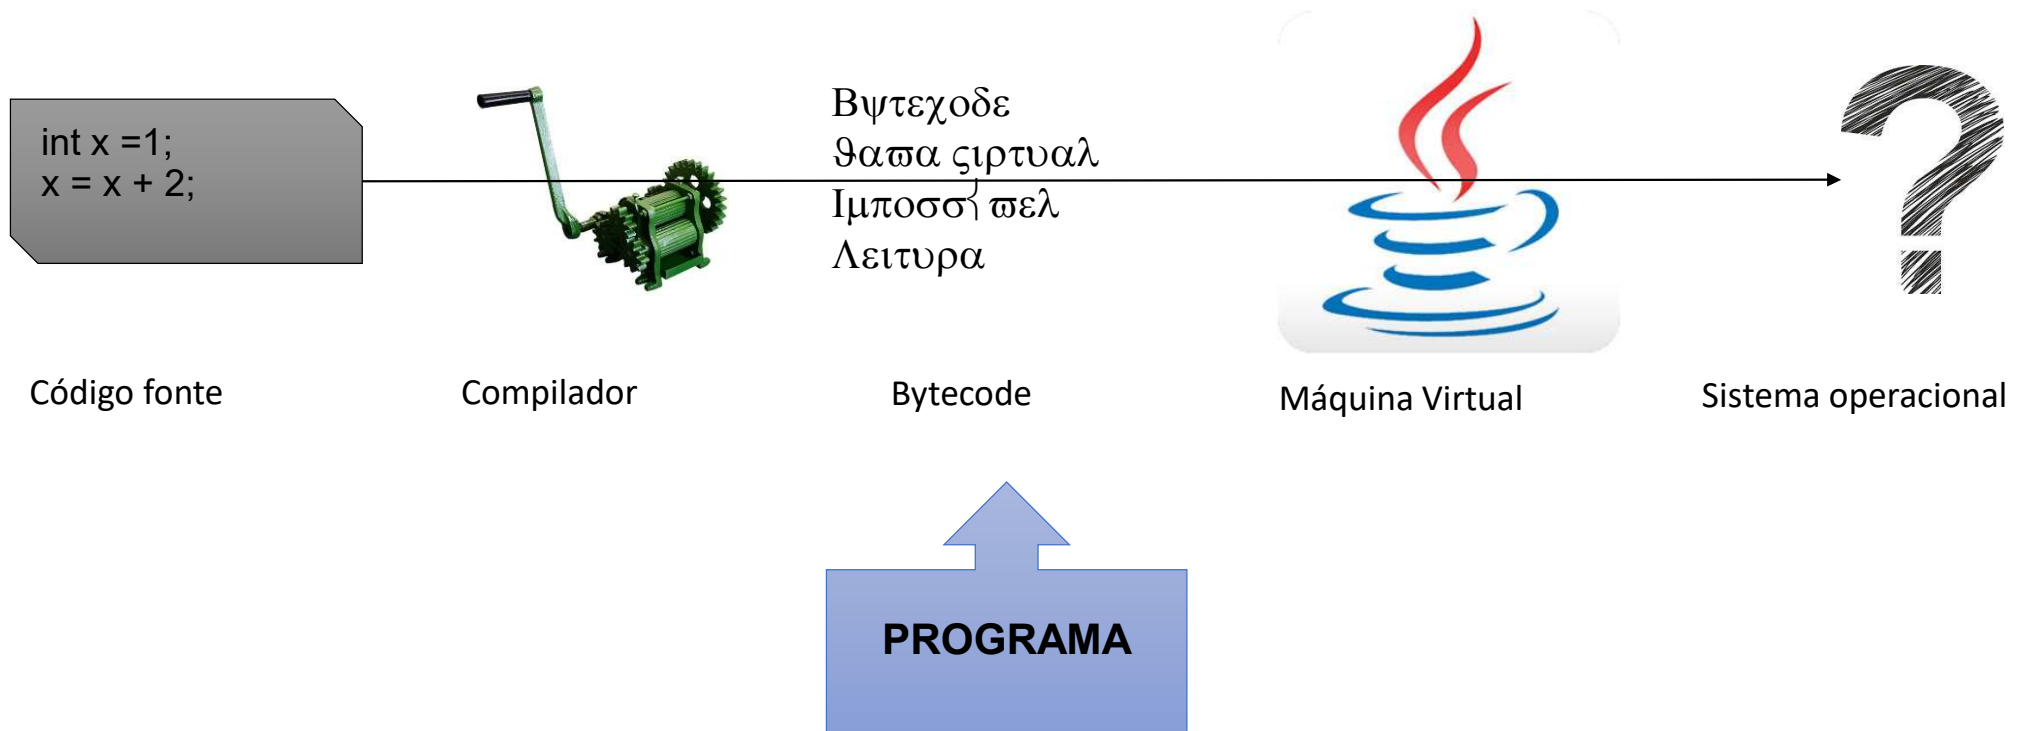 int x =1;
x = x + 2;
Βψτεχοδε
ϑαϖα ςιρτυαλ
Ιμποσσ} ϖελ
Λειτυρα
Código fonte
Compilador
Bytecode
Máquina Virtual
Sistema operacional
PROGRAMA